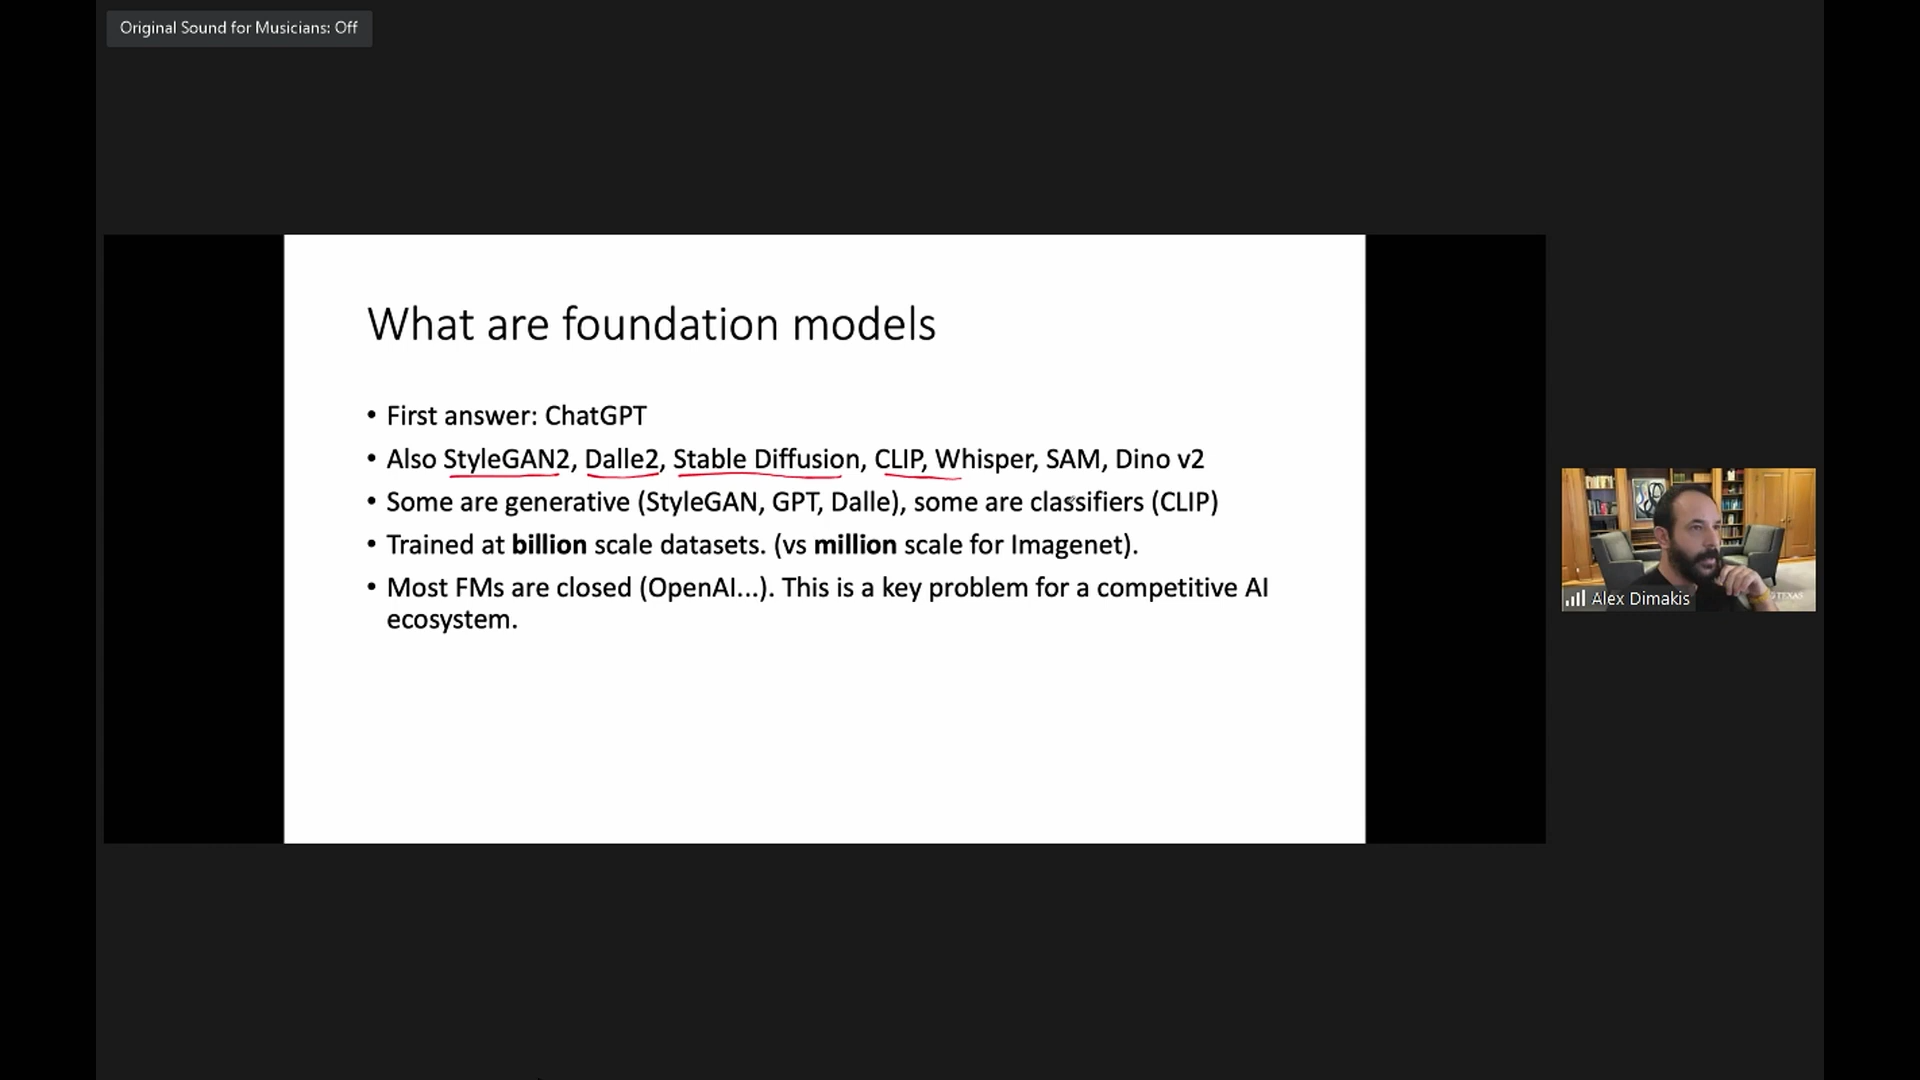 Original Sound for Musicians: Off
What are foundation models
• First answer: ChatGPT
• Also StyleGAN2, Dalle2, Stable Diffusion, CLIP, Whisper, SAM, Dino v2
• Some are generative (StyleGAN, GPT, Dalle), some are classifiers (CLIP)
• Trained at billion scale datasets. (vs million scale for Imagenet).
• Most FMs are closed (OpenAI...). This is a key problem for a competitive AI
ecosystem.
Alex Dimakis
TEXAS